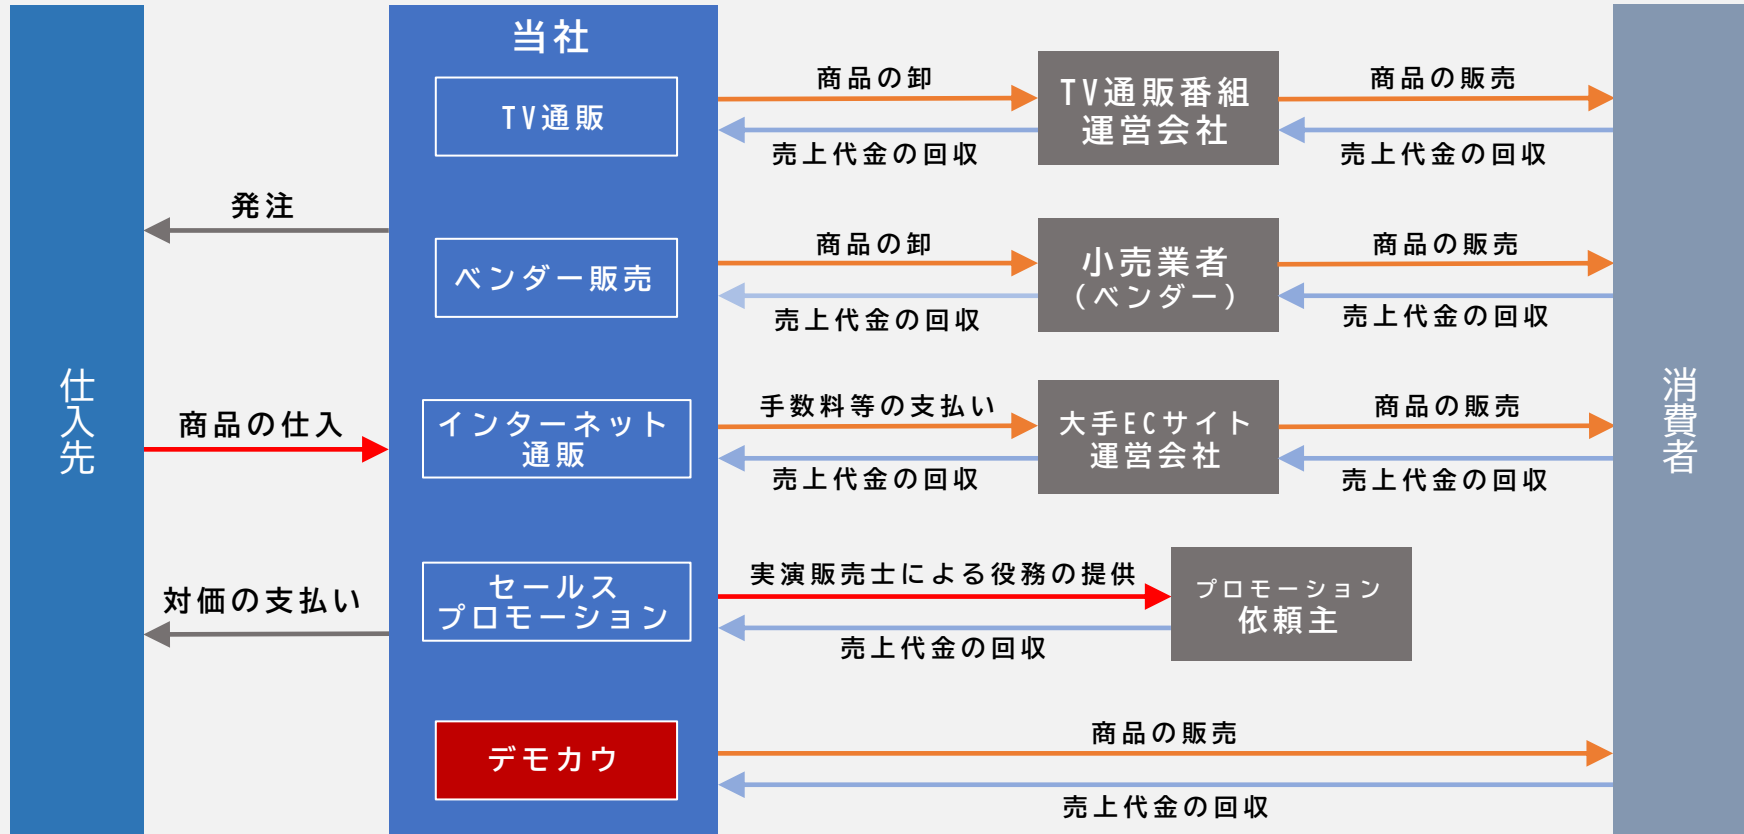 仕入先
発注
商品の仕入
対価の支払い
当社
TV通販
商品の卸
売上代金の回収
TV通販番組
運営会社
商品の販売
売上代金の回収
ベンダー販売
商品の卸
売上代金の回収
小売業者
(ベンダー)
商品の販売
売上代金の回収
インターネット
通販
手数料等の支払い
売上代金の回収
大手ECサイト
運営会社
商品の販売
売上代金の回収
セールス
プロモーション
実演販売士による役務の提供
売上代金の回収
プロモーション
依頼主
デモカウ
商品の販売
売上代金の回収
消費者